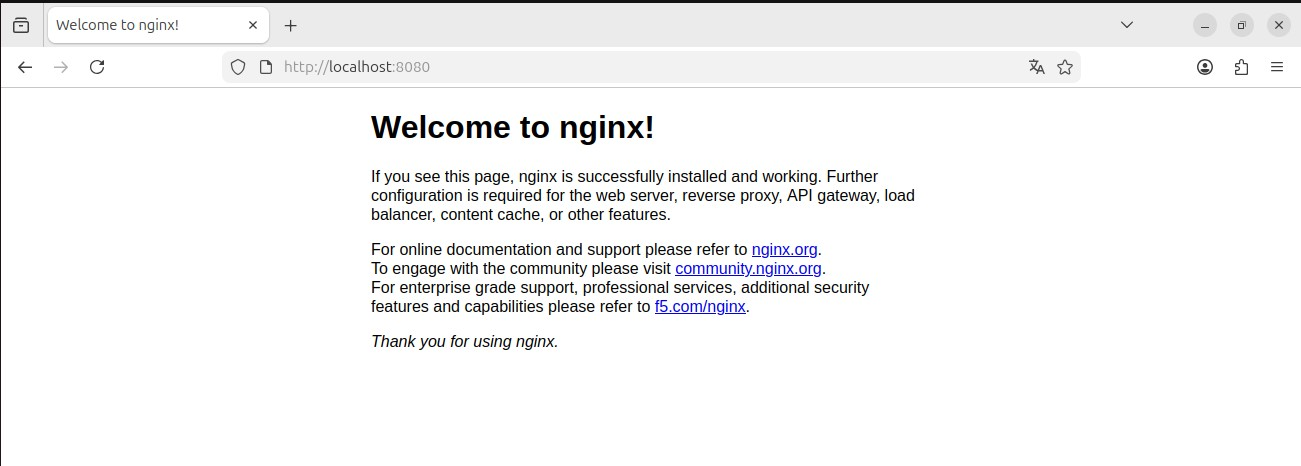 Welcome to nginx!
http://localhost:8080
Welcome to nginx!
If you see this page, nginx is successfully installed and working. Further
configuration is required for the web server, reverse proxy, API gateway, load
balancer, content cache, or other features.
For online documentation and support please refer to nginx.org.
To engage with the community please visit community.nginx.org.
For enterprise grade support, professional services, additional security
features and capabilities please refer to f5.com/nginx.
Thank you for using nginx.